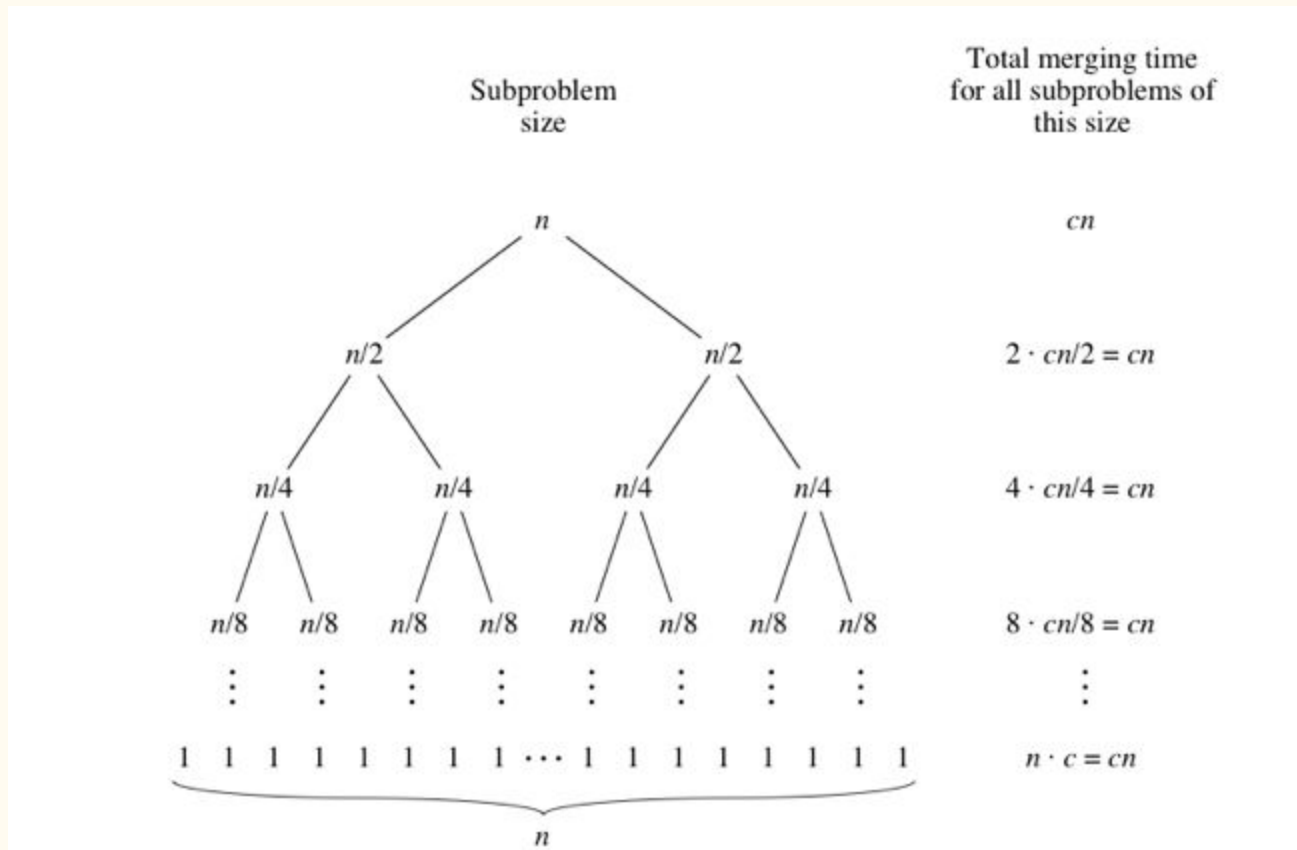 Subproblem
size
Total merging time
for all subproblems of
this size
n
cn
n/2 n/2
2 · cn/2 = cn
n/4 n/4 n/4 n/4
4 · cn/4 = cn
n/8 n/8 n/8 n/8 n/8 n/8 n/8 n/8
8 · cn/8 = cn
1 1 1 1 1 1 1 1 ··· 1 1 1 1 1 1 1 1
n · c = cn
n